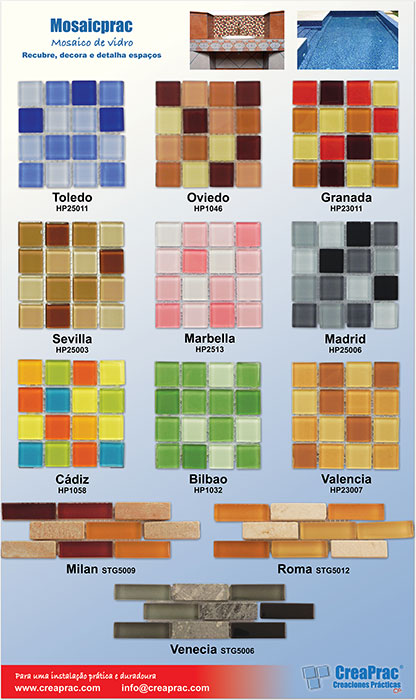 Mosaicprac
Mosaico de vidro
Recubre, decora e detalha espaços
Toledo
HP25011
Oviedo
HP1046
Granada
HP23011
Sevilla
HP25003
Marbella
HP2513
Madrid
HP25006
Cádiz
HP1058
Bilbao
HP1032
Valencia
HP23007
Milan STG5009
Roma STG5012
Venecia STG5006
Para uma instalação prática e duradoura
www.creaprac.com info@creaprac.com
CreaPrac®
Creaciones Prácticas